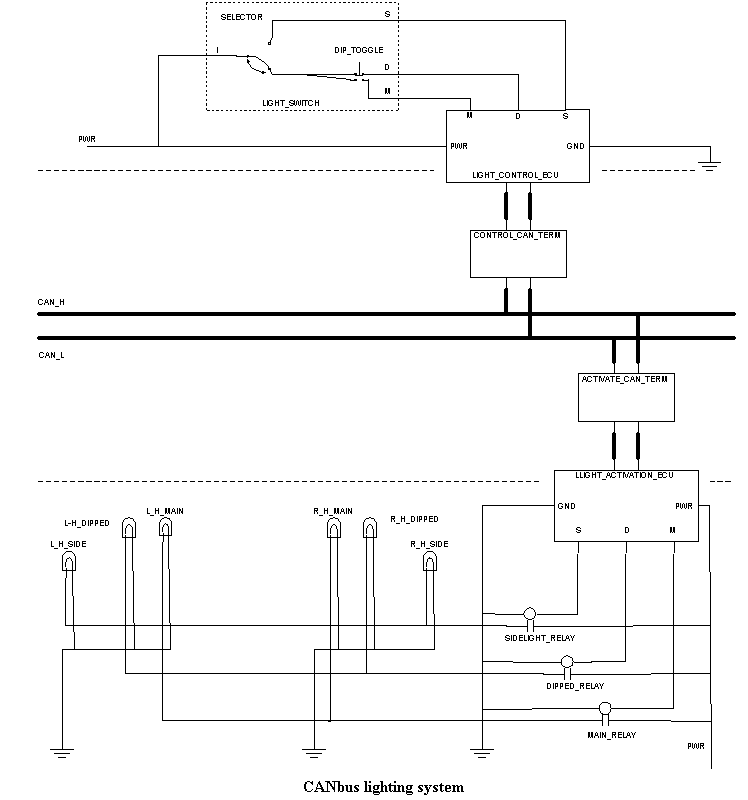 SELECTOR
S
I
DIP_TOGGLE
D
M
LIGHT_SWITCH
M D S
PWR
PWR GND
LIGHT_CONTROL_ECU
CONTROL_CAN_TERM
CAN_H
CAN_L
ACTIVATE_CAN_TERM
LLIGHT_ACTIVATION_ECU
GND PWR
S D M
L_H_MAIN
L-H_DIPPED
L_H_SIDE
R_H_MAIN
R_H_DIPPED
R_H_SIDE
SIDELIGHT_RELAY
DIPPED_RELAY
MAIN_RELAY
PWR
CANbus lighting system